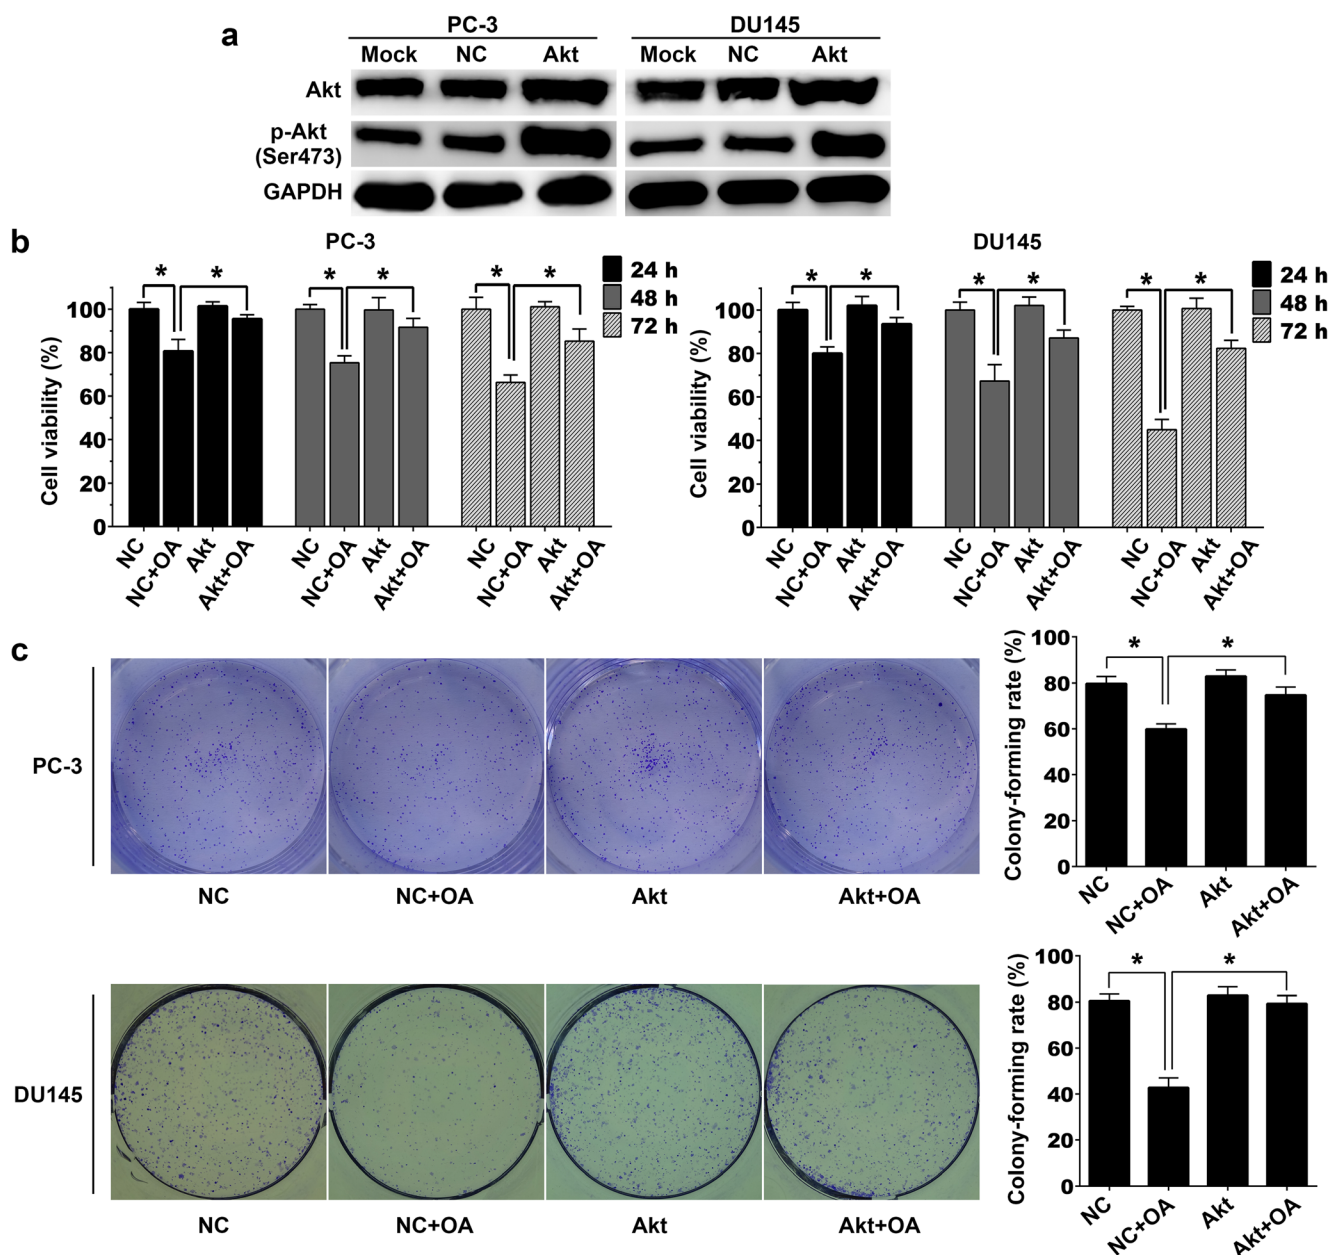 a
PC-3 DU145
Mock NC Akt Mock NC Akt
Akt
p-Akt
(Ser473)
GAPDH
b
PC-3
* * * * * *
24 h
48 h
72 h
Cell viability (%)
100
80
60
40
20
0
NC NC+OA Akt Akt+OA NC NC+OA Akt Akt+OA NC NC+OA Akt Akt+OA
DU145
* * * * * *
24 h
48 h
72 h
Cell viability (%)
100
80
60
40
20
0
NC NC+OA Akt Akt+OA NC NC+OA Akt Akt+OA NC NC+OA Akt Akt+OA
c
PC-3
NC NC+OA Akt Akt+OA
* *
Colony-forming rate (%)
100
80
60
40
20
0
NC NC+OA Akt Akt+OA
DU145
NC NC+OA Akt Akt+OA
* *
Colony-forming rate (%)
100
80
60
40
20
0
NC NC+OA Akt Akt+OA